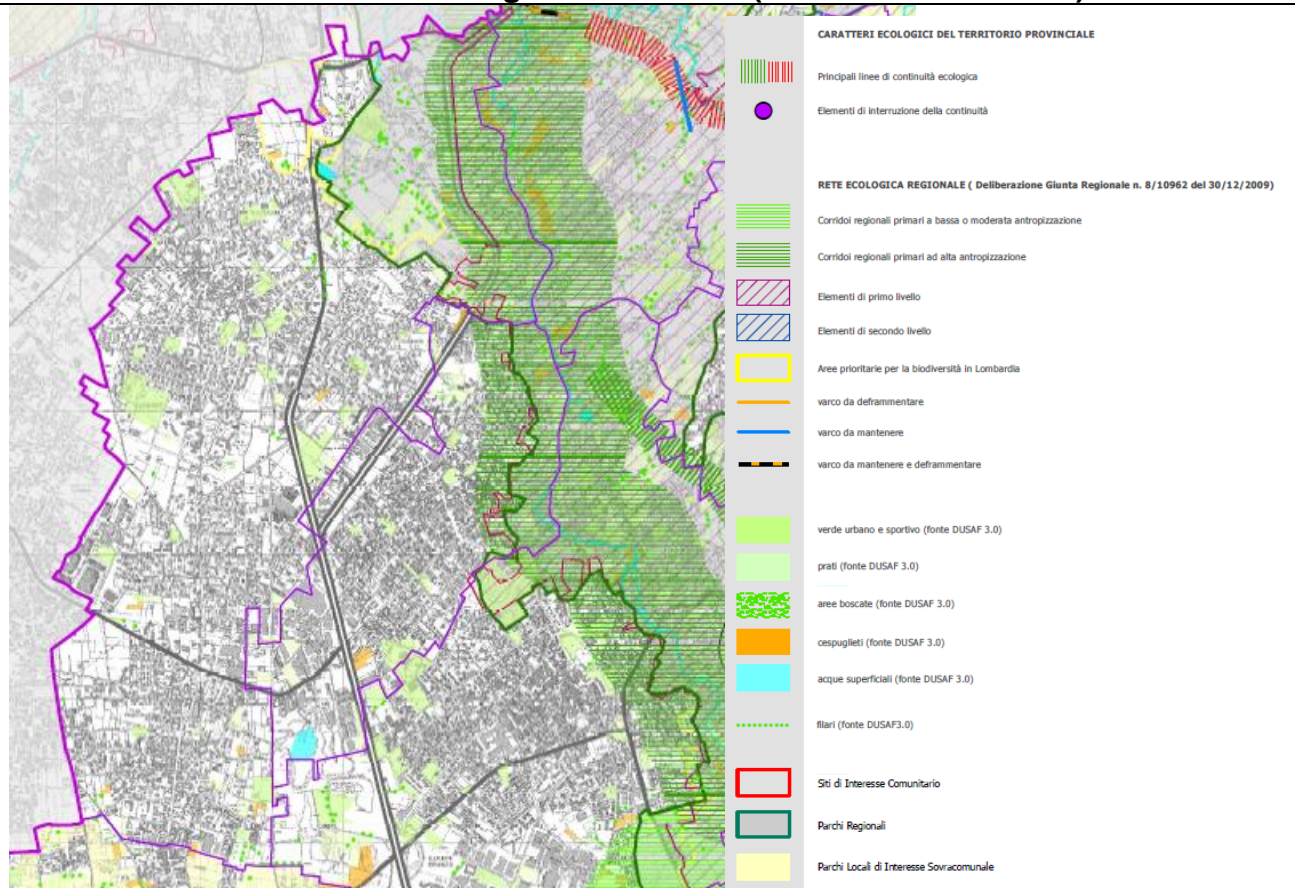 CARATTERI ECOLOGICI DEL TERRITORIO PROVINCIALE
Principali linee di continuità ecologica
Elementi di interruzione della continuità
RETE ECOLOGICA REGIONALE ( Deliberazione Giunta Regionale n. 8/10962 del 30/12/2009)
Corridoi regionali primari a bassa o moderata antropizzazione
Corridoi regionali primari ad alta antropizzazione
Elementi di primo livello
Elementi di secondo livello
Aree prioritarie per la biodiversità in Lombardia
varco da deframmentare
varco da mantenere
varco da mantenere e deframmentare
verde urbano e sportivo (fonte DUSAF 3.0)
prati (fonte DUSAF 3.0)
aree boscate (fonte DUSAF 3.0)
cespuglieti (fonte DUSAF 3.0)
acque superficiali (fonte DUSAF 3.0)
filari (fonte DUSAF3.0)
Siti di Interesse Comunitario
Parchi Regionali
Parchi Locali di Interesse Sovracomunale